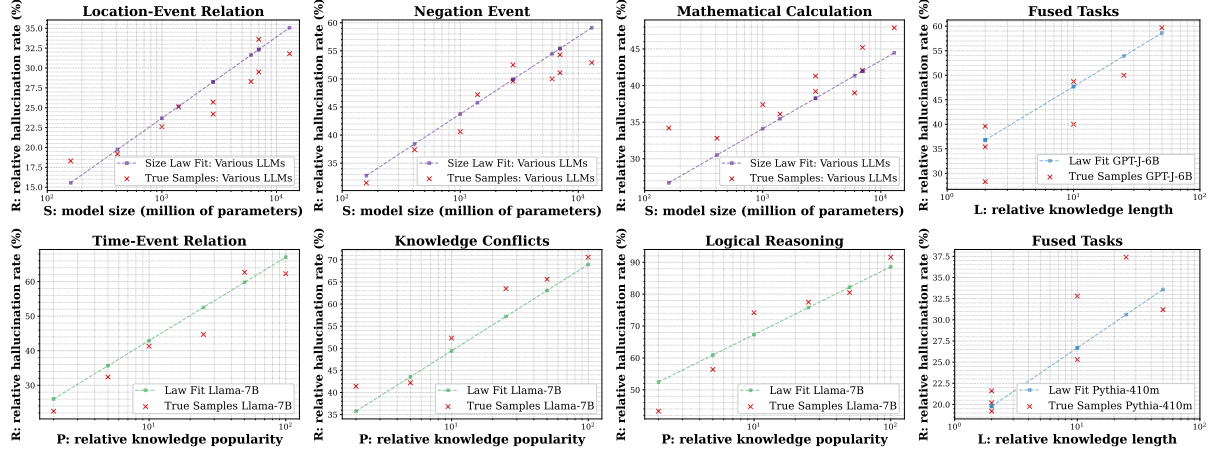 Location-Event Relation
R: relative hallucination rate (%)
35.0
32.5
30.0
27.5
25.0
22.5
20.0
17.5
15.0
Size Law Fit: Various LLMs
True Samples: Various LLMs
10²
10³
10⁴
S: model size (million of parameters)
Negation Event
R: relative hallucination rate (%)
60
55
50
45
40
35
Size Law Fit: Various LLMs
True Samples: Various LLMs
10²
10³
10⁴
S: model size (million of parameters)
Mathematical Calculation
R: relative hallucination rate (%)
45
40
35
30
Size Law Fit: Various LLMs
True Samples: Various LLMs
10²
10³
10⁴
S: model size (million of parameters)
Fused Tasks
R: relative hallucination rate (%)
60
55
50
45
40
35
30
Law Fit GPT-J-6B
True Samples GPT-J-6B
10⁰
10¹
10²
L: relative knowledge length
Time-Event Relation
R: relative hallucination rate (%)
60
50
40
30
Law Fit Llama-7B
True Samples Llama-7B
10¹
10²
P: relative knowledge popularity
Knowledge Conflicts
R: relative hallucination rate (%)
70
65
60
55
50
45
40
35
Law Fit Llama-7B
True Samples Llama-7B
10¹
10²
P: relative knowledge popularity
Logical Reasoning
R: relative hallucination rate (%)
90
80
70
60
50
Law Fit Llama-7B
True Samples Llama-7B
10¹
10²
P: relative knowledge popularity
Fused Tasks
R: relative hallucination rate (%)
37.5
35.0
32.5
30.0
27.5
25.0
22.5
20.0
Law Fit Pythia-410m
True Samples Pythia-410m
10⁰
10¹
10²
L: relative knowledge length